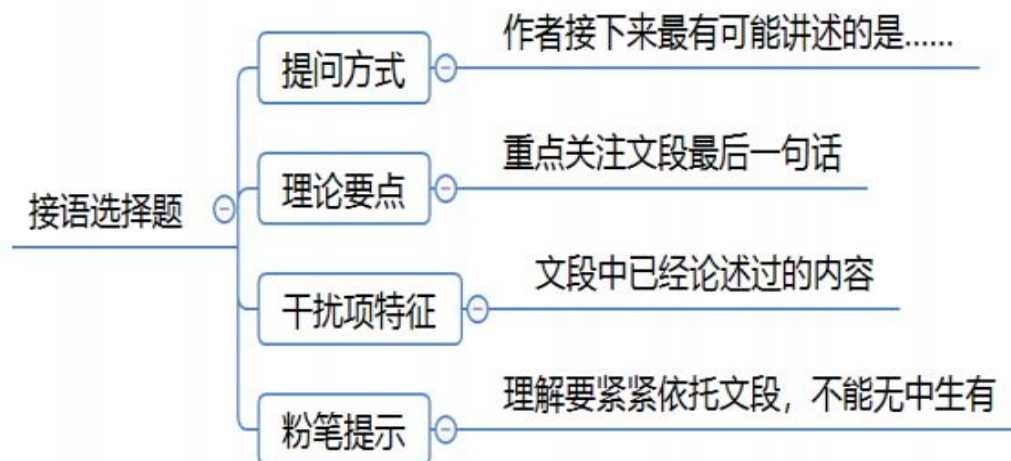 接语选择题
提问方式
作者接下来最有可能讲述的是……
理论要点
重点关注文段最后一句话
干扰项特征
文段中已经论述过的内容
粉笔提示
理解要紧紧依托文段，不能无中生有